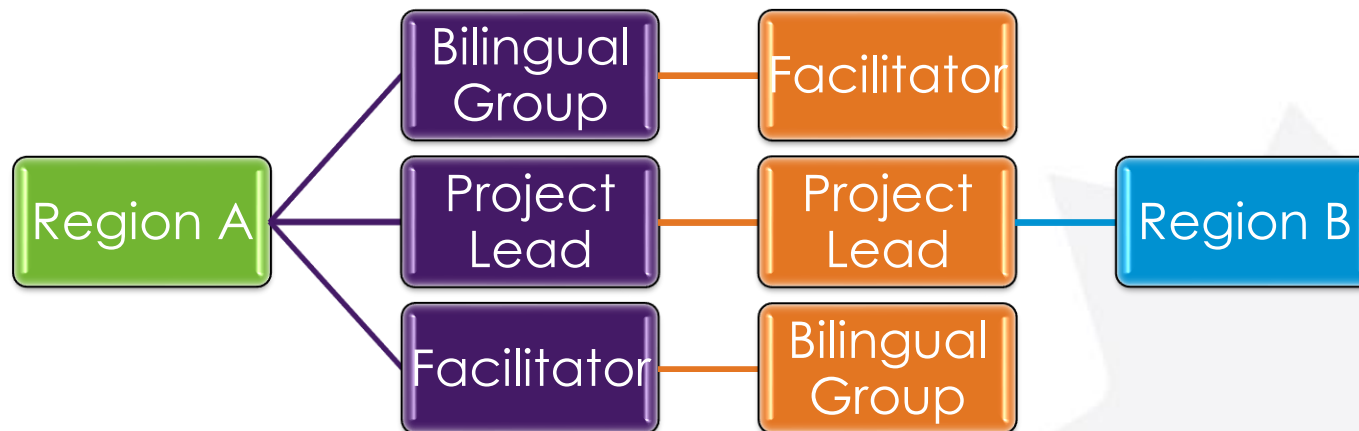 Region A
Bilingual
Group
Facilitator
Project
Lead
Project
Lead
Region B
Facilitator
Bilingual
Group